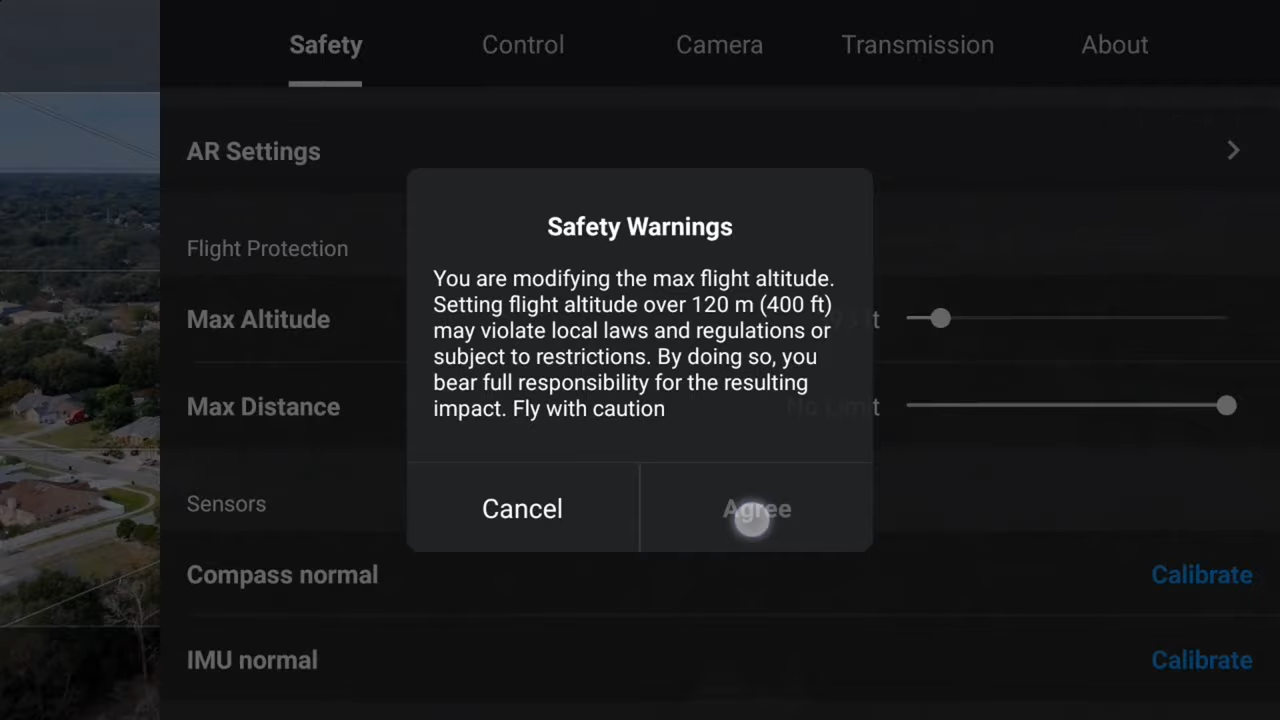 Safety Control Camera Transmission About
AR Settings
Safety Warnings
Flight Protection
You are modifying the max flight altitude.
Setting flight altitude over 120 m (400 ft)
may violate local laws and regulations or
subject to restrictions. By doing so, you
bear full responsibility for the resulting
impact. Fly with caution
Max Altitude
Max Distance No Limit
Cancel Agree
Sensors
Compass normal Calibrate
IMU normal Calibrate